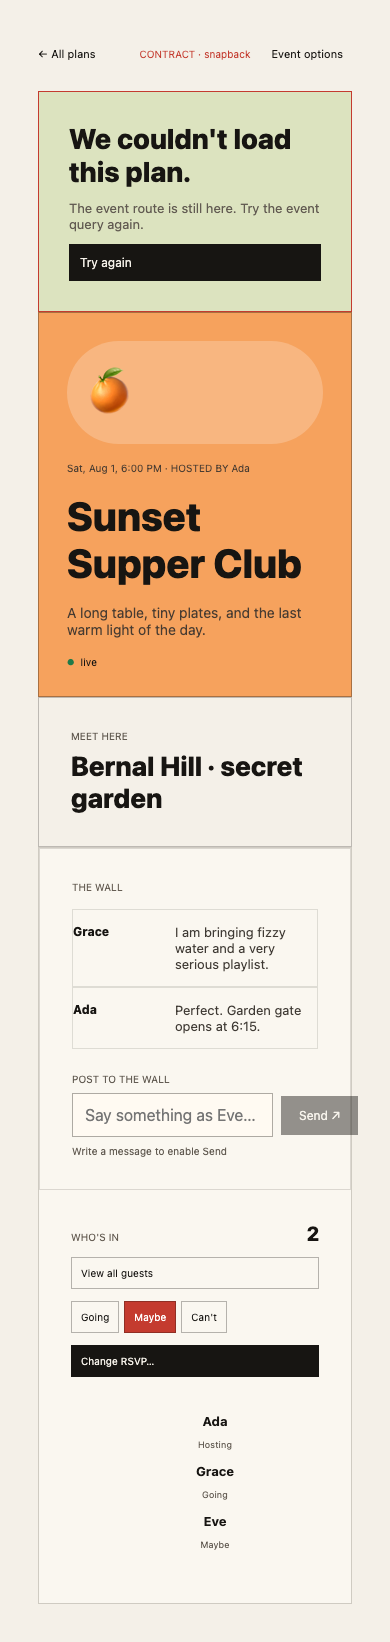 ← All plans
CONTRACT · snapback
Event options
We couldn't load
this plan.
The event route is still here. Try the event
query again.
Try again
Sat, Aug 1, 6:00 PM · HOSTED BY Ada
Sunset
Supper Club
A long table, tiny plates, and the last
warm light of the day.
live
MEET HERE
Bernal Hill · secret
garden
THE WALL
Grace
I am bringing fizzy
water and a very
serious playlist.
Ada
Perfect. Garden gate
opens at 6:15.
POST TO THE WALL
Say something as Eve...
Send ↗
Write a message to enable Send
WHO'S IN
2
View all guests
Going
Maybe
Can't
Change RSVP...
Ada
Hosting
Grace
Going
Eve
Maybe